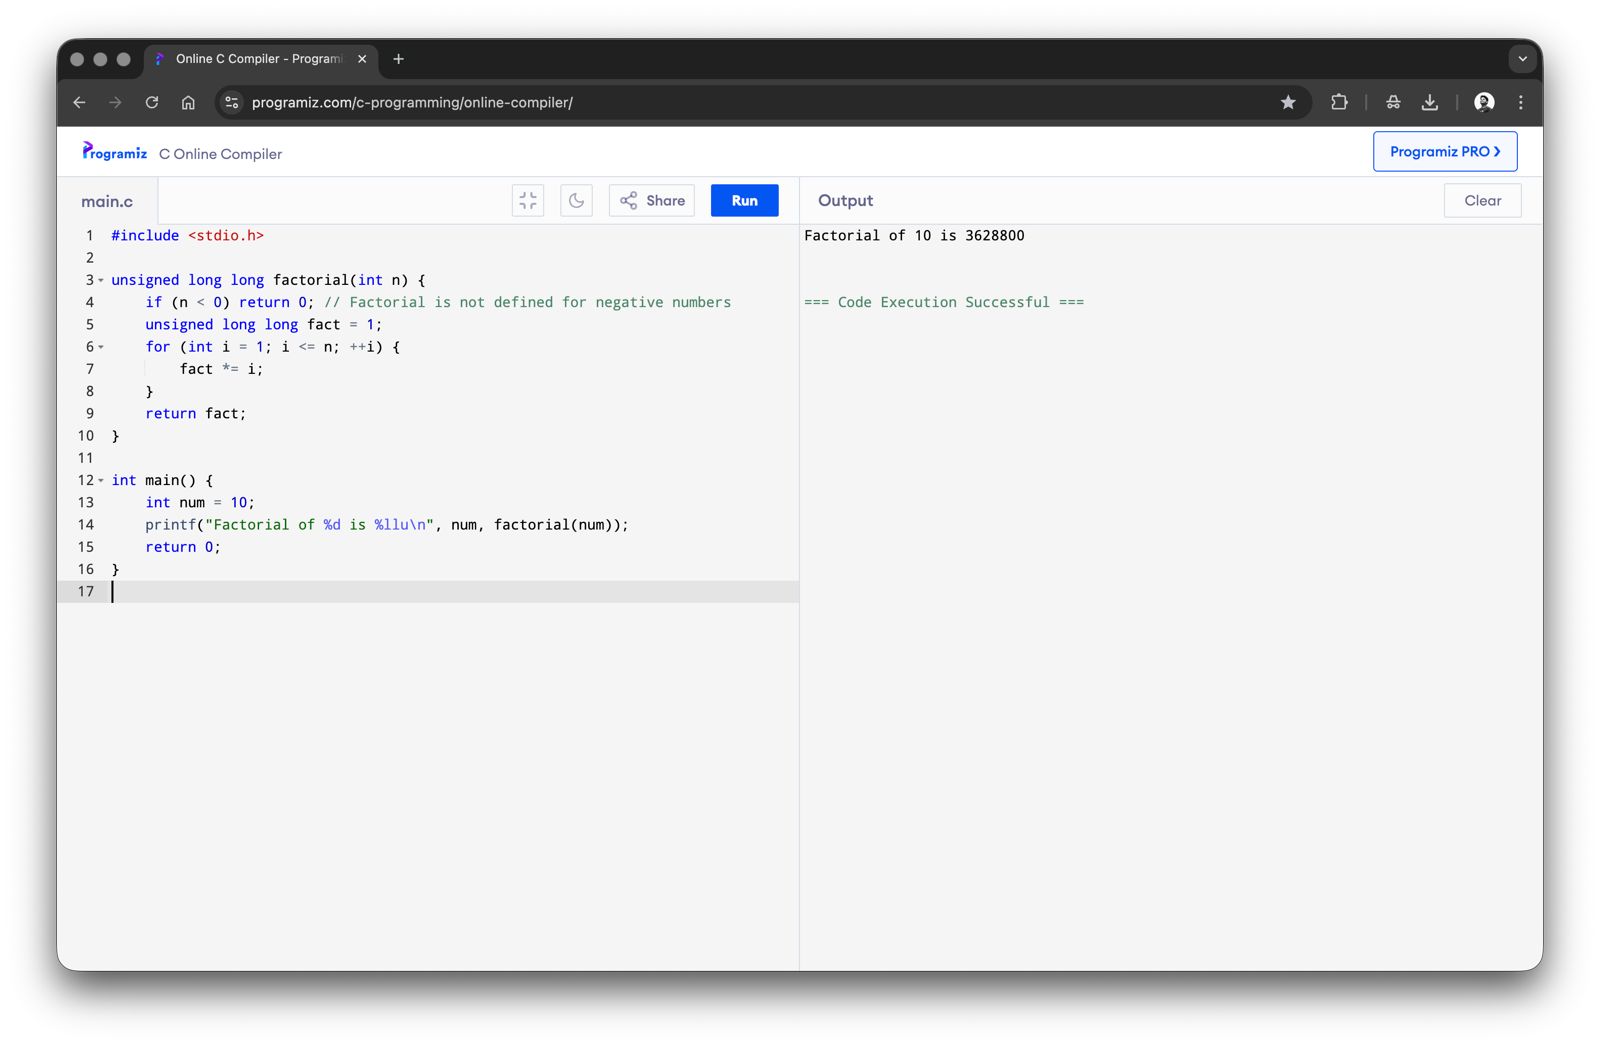 Online C Compiler - Programi
programiz.com/c-programming/online-compiler/
Programiz C Online Compiler
Programiz PRO
main.c
Share
Run
Output
Clear
1 #include <stdio.h>
2
3 unsigned long long factorial(int n) {
4     if (n < 0) return 0; // Factorial is not defined for negative numbers
5     unsigned long long fact = 1;
6     for (int i = 1; i <= n; ++i) {
7         fact *= i;
8     }
9     return fact;
10 }
11
12 int main() {
13     int num = 10;
14     printf("Factorial of %d is %llu\n", num, factorial(num));
15     return 0;
16 }
17
Factorial of 10 is 3628800
=== Code Execution Successful ===